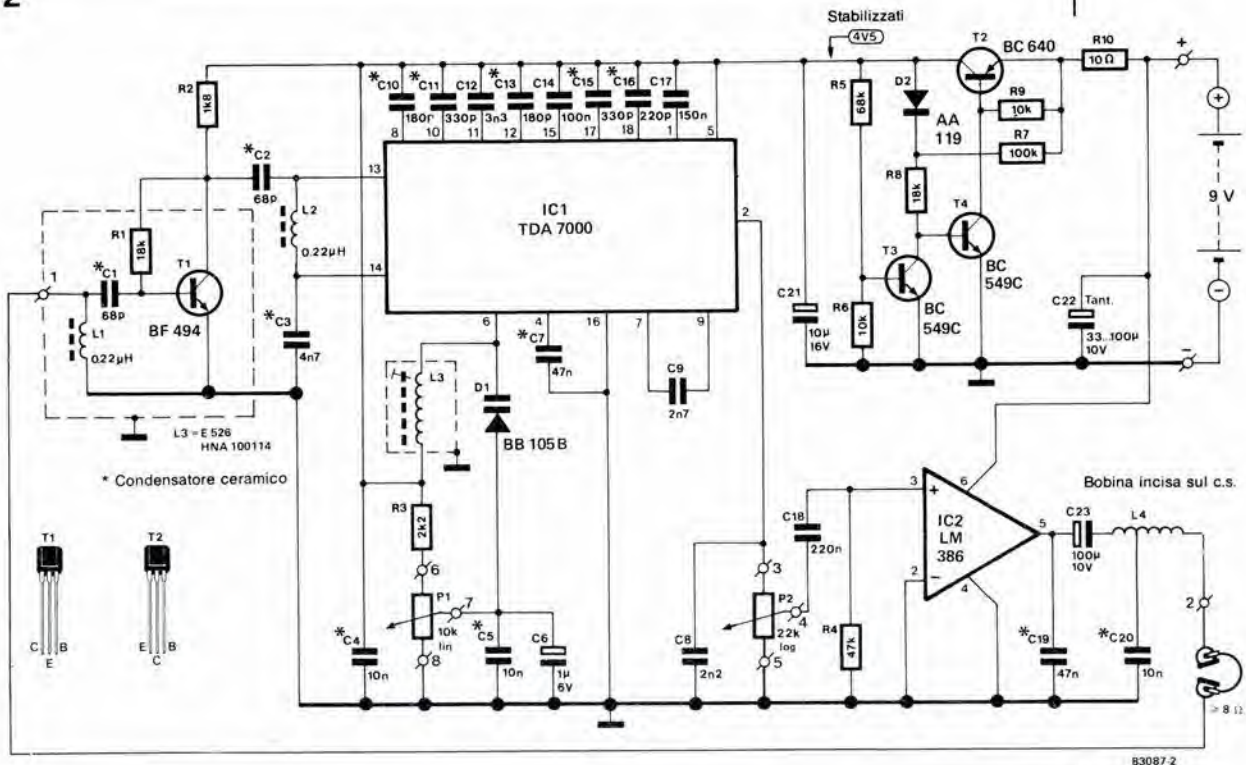 2
Stabilizzati
4V5
T2
BC 640
R10
10Ω
+
R2
1k8
*C10
180p
8
*C11
330p
10
C12
3n3
11
*C13
180p
12
C14
100n
15
*C15
330p
17
*C16
220p
18
C17
150n
1
5
R5
68k
D2
AA
119
R9
10k
R7
100k
+
9 V
−
*C2
68p
13
L2
0.22µH
14
IC1
TDA 7000
2
R8
18k
T4
BC
549C
T3
BC
549C
R6
10k
C21
10µ
16V
C22
Tant.
33...100µ
10V
−
1
R1
18k
*C1
68p
T1
BF 494
L1
0.22µH
*C3
4n7
6
4
16
7
9
*C7
47n
C9
2n7
L3
D1
BB 105B
L3 = E 526
HNA 100114
* Condensatore ceramico
T1
C
E
B
T2
E
C
B
R3
2k2
6
P1
10k
lin
7
8
*C4
10n
*C5
10n
C6
1µ
6V
C8
2n2
3
P2
22k
log
4
5
C18
220n
R4
47k
3
+
2
−
6
IC2
LM
386
4
5
Bobina incisa sul c.s.
C23
100µ
10V
L4
*C19
47n
*C20
10n
2
≥ 8 Ω
83087-2